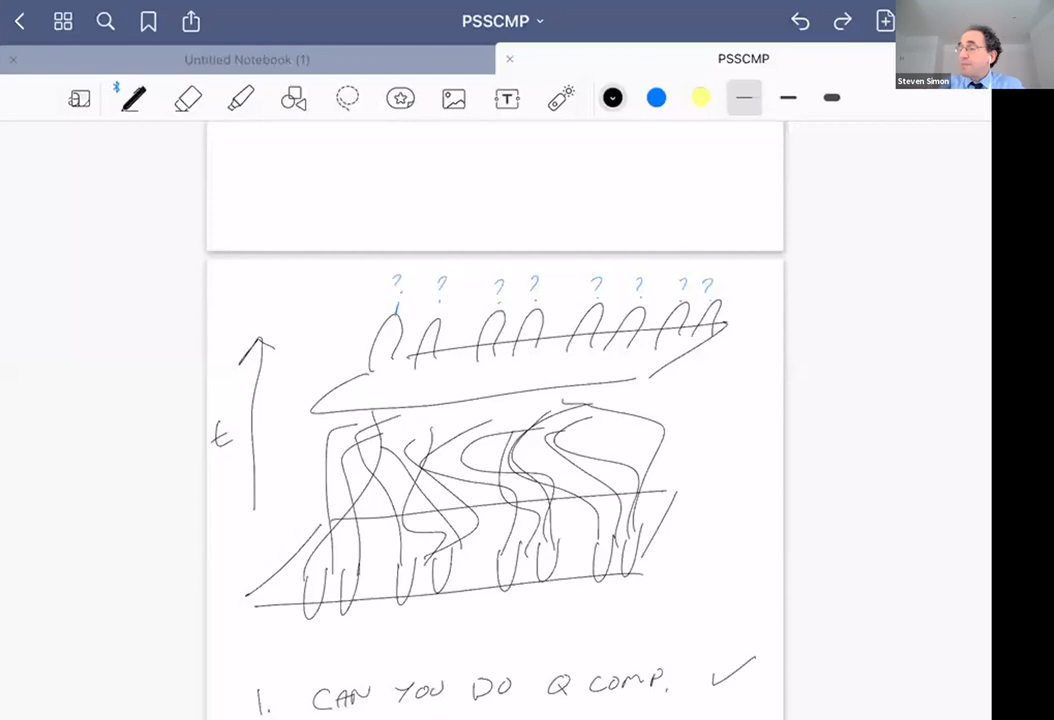 PSSCMP
Untitled Notebook (1)
PSSCMP
T
Steven Simon
? ? ? ? ? ? ? ?
t
1. CAN YOU DO Q COMP. ✓